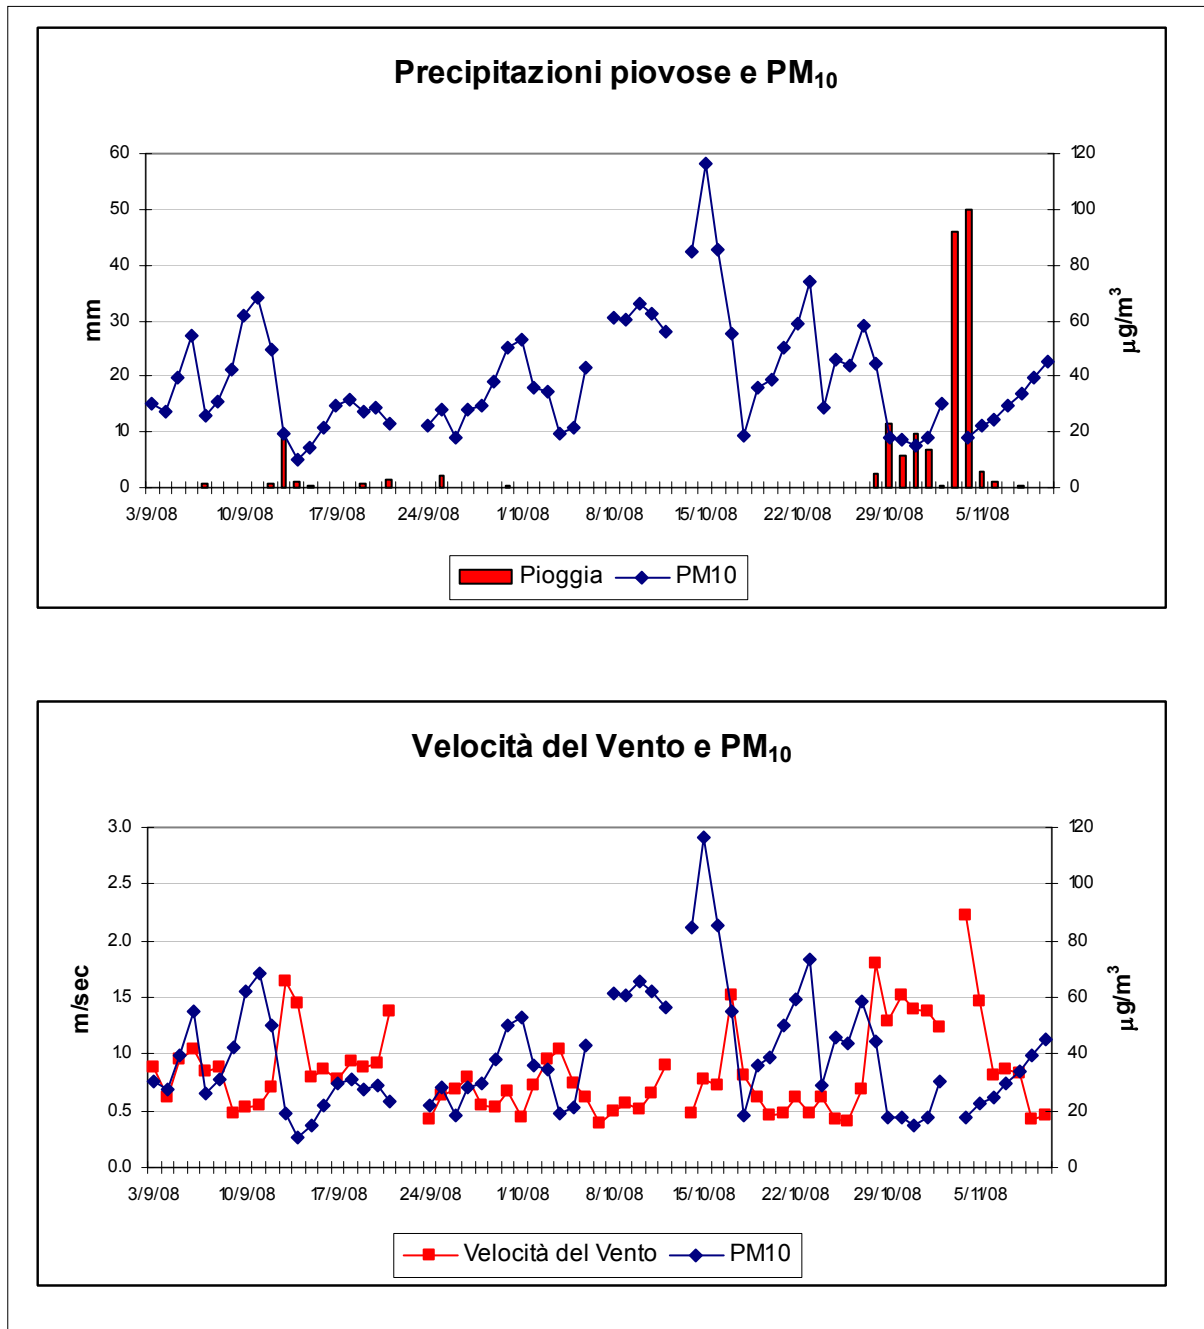 Precipitazioni piovose e PM10
60
50
40
30
20
10
0
mm
120
100
80
60
40
20
0
µg/m³
3/9/08 10/9/08 17/9/08 24/9/08 1/10/08 8/10/08 15/10/08 22/10/08 29/10/08 5/11/08
Pioggia PM10
Velocità del Vento e PM10
3.0
2.5
2.0
1.5
1.0
0.5
0.0
m/sec
120
100
80
60
40
20
0
µg/m³
3/9/08 10/9/08 17/9/08 24/9/08 1/10/08 8/10/08 15/10/08 22/10/08 29/10/08 5/11/08
Velocità del Vento PM10